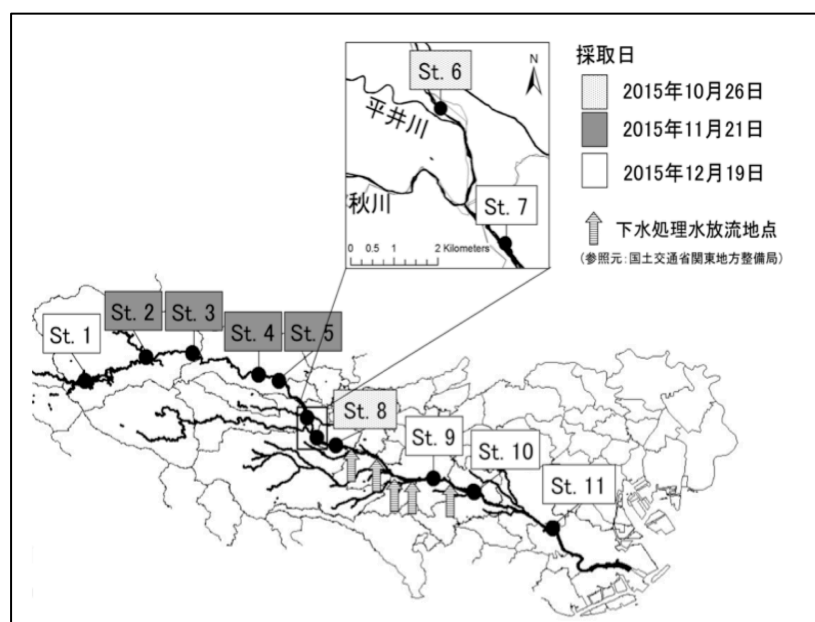 採取日
2015年10月26日
2015年11月21日
2015年12月19日
下水処理水放流地点
(参照元:国土交通省関東地方整備局)
St. 6
N
平井川
秋川
St. 7
0 0.5 1 2 Kilometers
St. 1
St. 2
St. 3
St. 4
St. 5
St. 8
St. 9
St. 10
St. 11